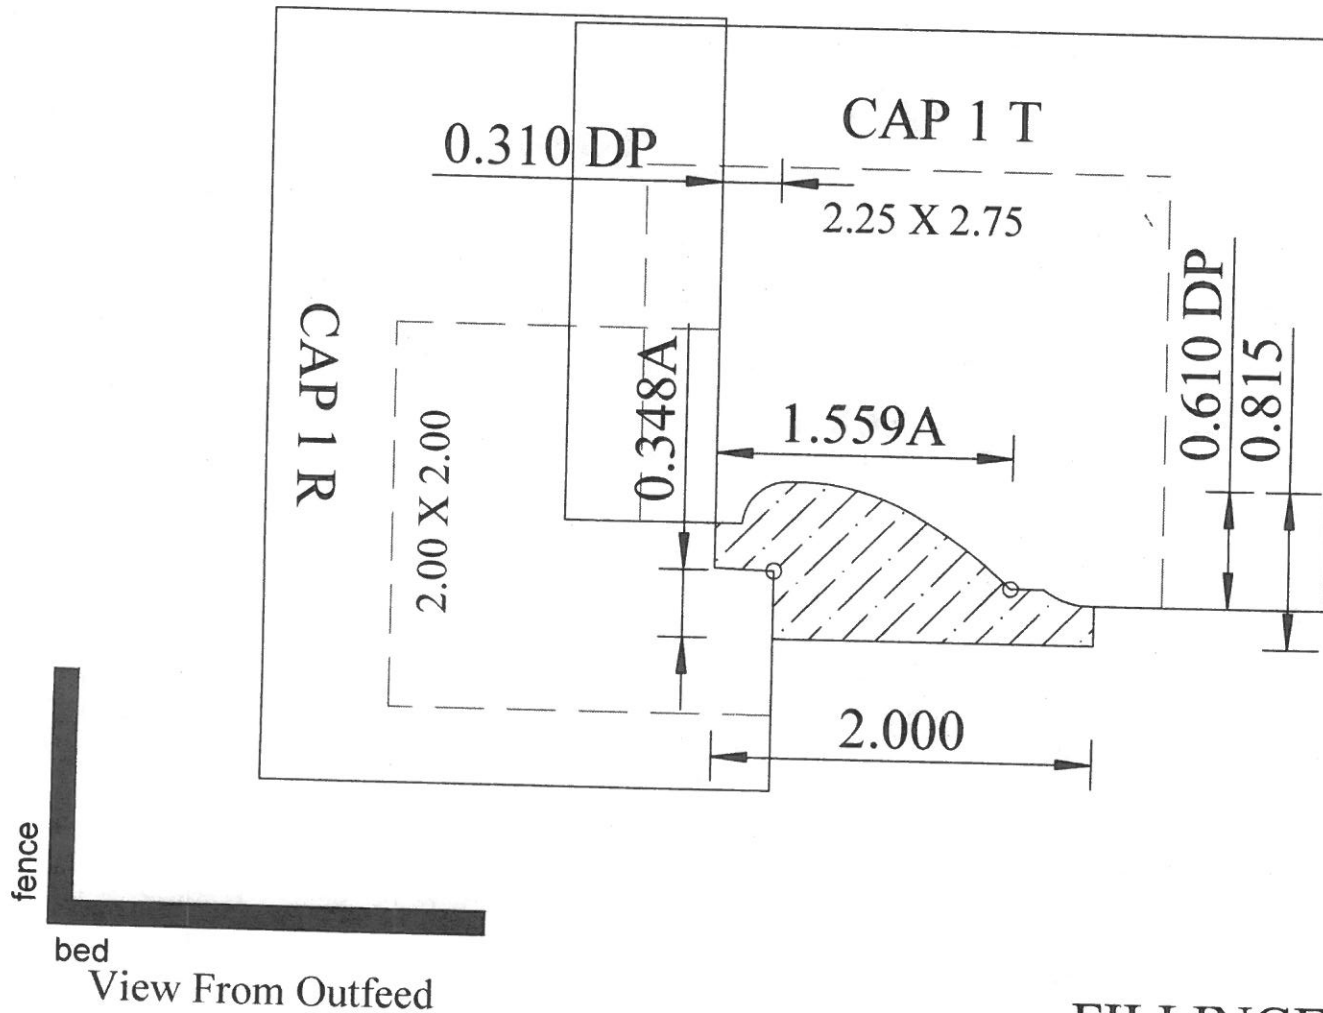 CAP 1 T
0.310 DP
2.25 X 2.75
CAP 1 R
2.00 X 2.00
0.348A
1.559A
0.610 DP
0.815
2.000
fence
bed
View From Outfeed